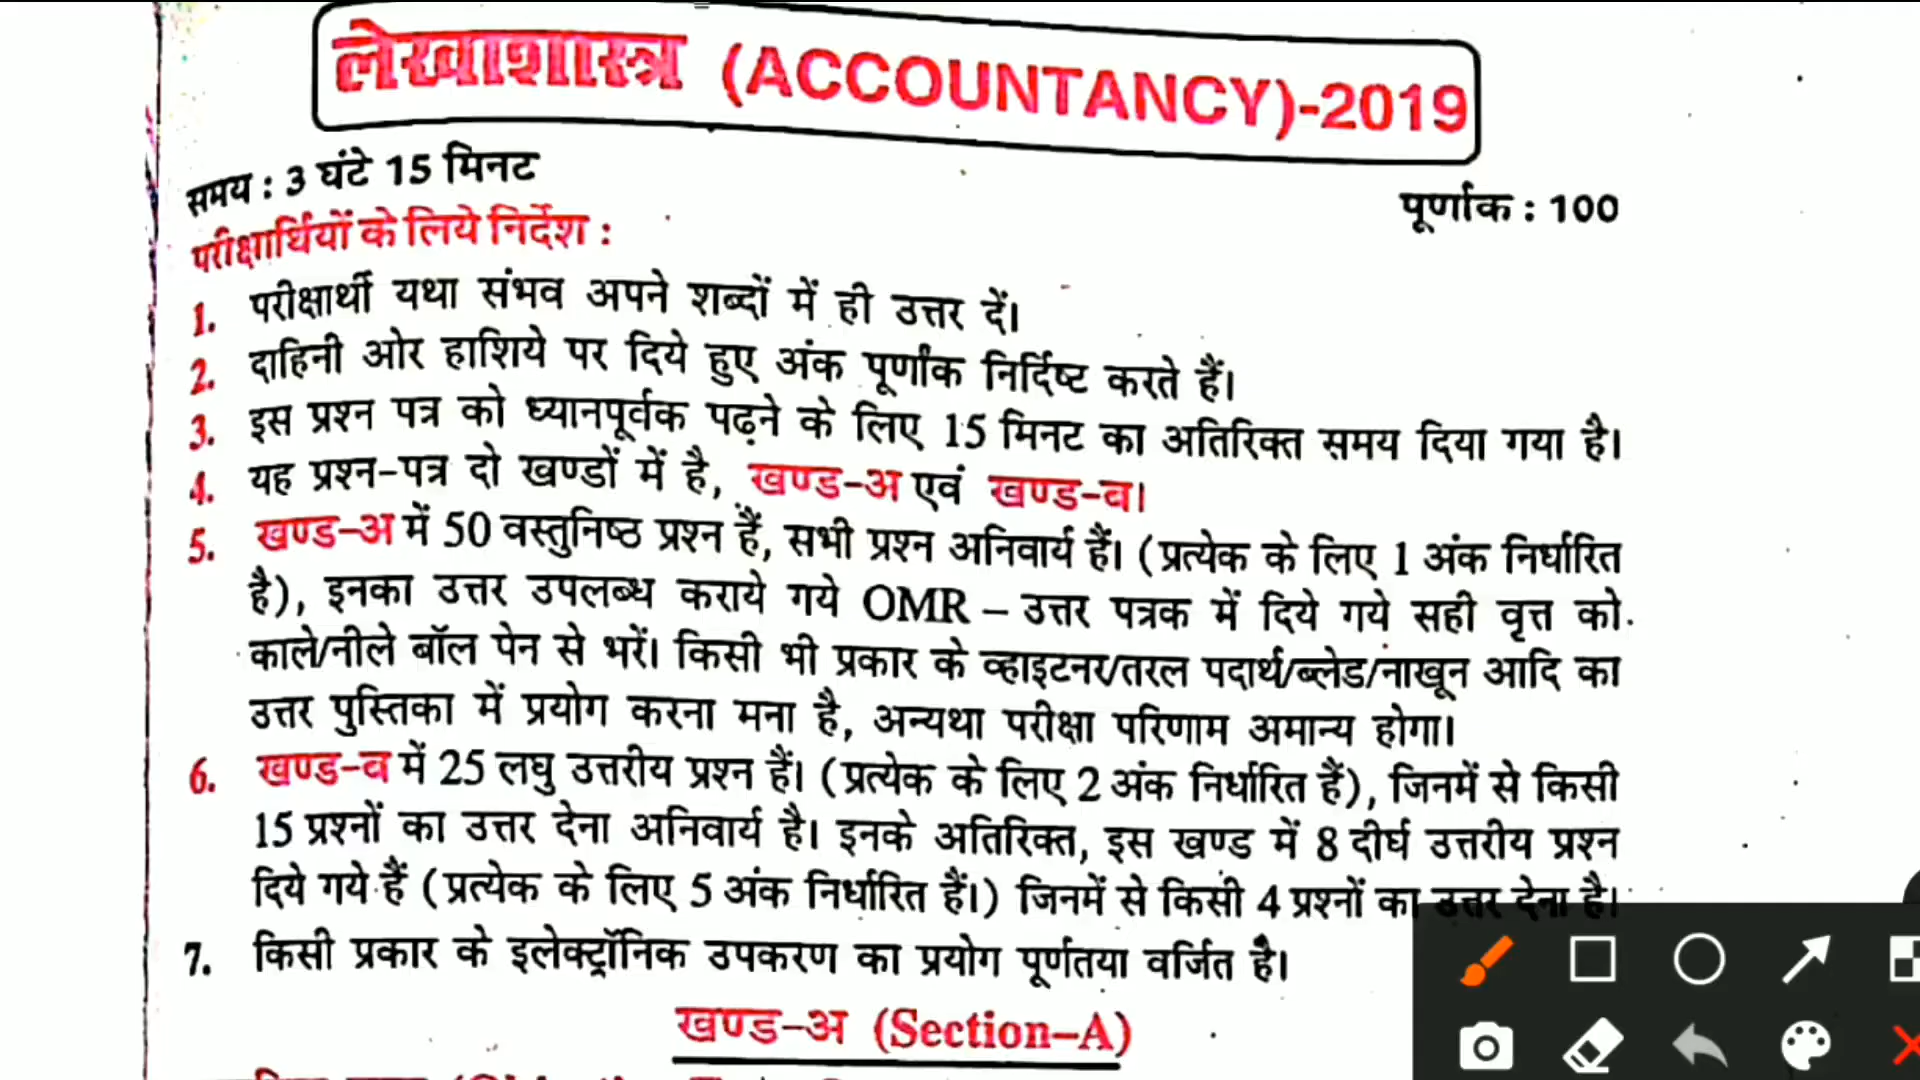 लेखाशास्त्र (ACCOUNTANCY)-2019
समय : 3 घंटे 15 मिनट
पूर्णांक : 100
परीक्षार्थियों के लिये निर्देश :
1. परीक्षार्थी यथा संभव अपने शब्दों में ही उत्तर दें।
2. दाहिनी ओर हाशिये पर दिये हुए अंक पूर्णांक निर्दिष्ट करते हैं।
3. इस प्रश्न पत्र को ध्यानपूर्वक पढ़ने के लिए 15 मिनट का अतिरिक्त समय दिया गया है।
4. यह प्रश्न-पत्र दो खण्डों में है, खण्ड-अ एवं खण्ड-ब।
5. खण्ड-अ में 50 वस्तुनिष्ठ प्रश्न हैं, सभी प्रश्न अनिवार्य हैं। (प्रत्येक के लिए 1 अंक निर्धारित
है), इनका उत्तर उपलब्ध कराये गये OMR – उत्तर पत्रक में दिये गये सही वृत्त को
काले/नीले बॉल पेन से भरें। किसी भी प्रकार के व्हाइटनर/तरल पदार्थ/ब्लेड/नाखून आदि का
उत्तर पुस्तिका में प्रयोग करना मना है, अन्यथा परीक्षा परिणाम अमान्य होगा।
6. खण्ड-ब में 25 लघु उत्तरीय प्रश्न हैं। (प्रत्येक के लिए 2 अंक निर्धारित हैं), जिनमें से किसी
15 प्रश्नों का उत्तर देना अनिवार्य है। इनके अतिरिक्त, इस खण्ड में 8 दीर्घ उत्तरीय प्रश्न
दिये गये हैं (प्रत्येक के लिए 5 अंक निर्धारित हैं।) जिनमें से किसी 4 प्रश्नों का उत्तर देना है।
7. किसी प्रकार के इलेक्ट्रॉनिक उपकरण का प्रयोग पूर्णतया वर्जित है।
खण्ड-अ (Section–A)